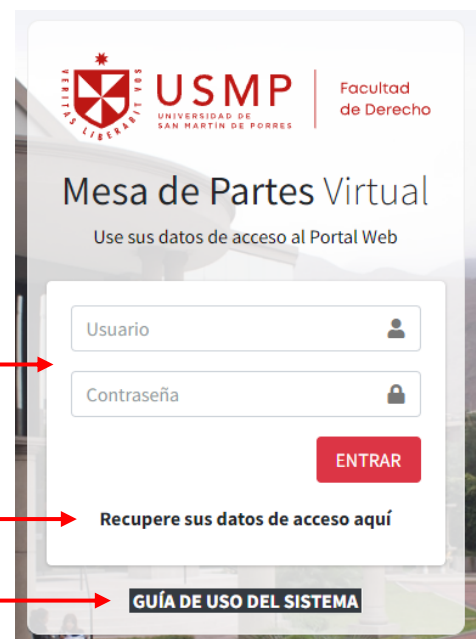 VERITAS LIBERABIT VOS
USMP
UNIVERSIDAD DE
SAN MARTIN DE PORRES
Facultad
de Derecho
Mesa de Partes Virtual
Use sus datos de acceso al Portal Web
Usuario
Contraseña
ENTRAR
Recupere sus datos de acceso aquí
GUÍA DE USO DEL SISTEMA